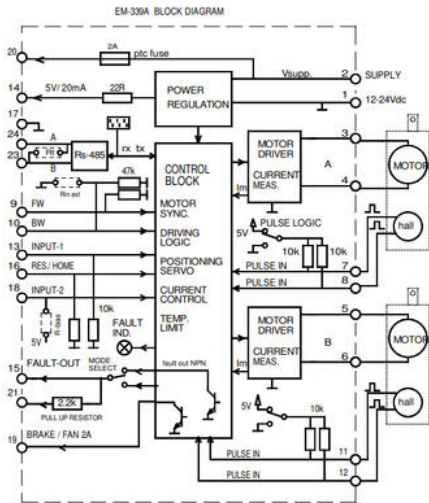 EM-339A BLOCK DIAGRAM
20
2A
ptc fuse
Vsupp.
2
SUPPLY
14
5V/ 20mA
22R
POWER
REGULATION
1
12-24Vdc
17
24
A
Rt
Rs-485
rx tx
23
B
CONTROL
BLOCK
MOTOR
DRIVER
CURRENT
MEAS.
A
3
4
MOTOR
Im
Rin ext
47k
9
FW
MOTOR
SYNC.
10
BW
DRIVING
LOGIC
5V
PULSE LOGIC
hall
13
INPUT-1
POSITIONING
SERVO
10k
10k
16
RES/ HOME
PULSE IN
7
18
INPUT-2
CURRENT
CONTROL
PULSE IN
8
R-bias
10k
TEMP.
LIMIT
5V
FAULT
IND.
MOTOR
DRIVER
CURRENT
MEAS.
B
5
6
MOTOR
Im
15
FAULT-OUT
MODE
SELECT
fault out NPN
21
2.2k
PULL UP RESISTOR
5V
10k
hall
19
BRAKE / FAN 2A
PULSE IN
11
PULSE IN
12